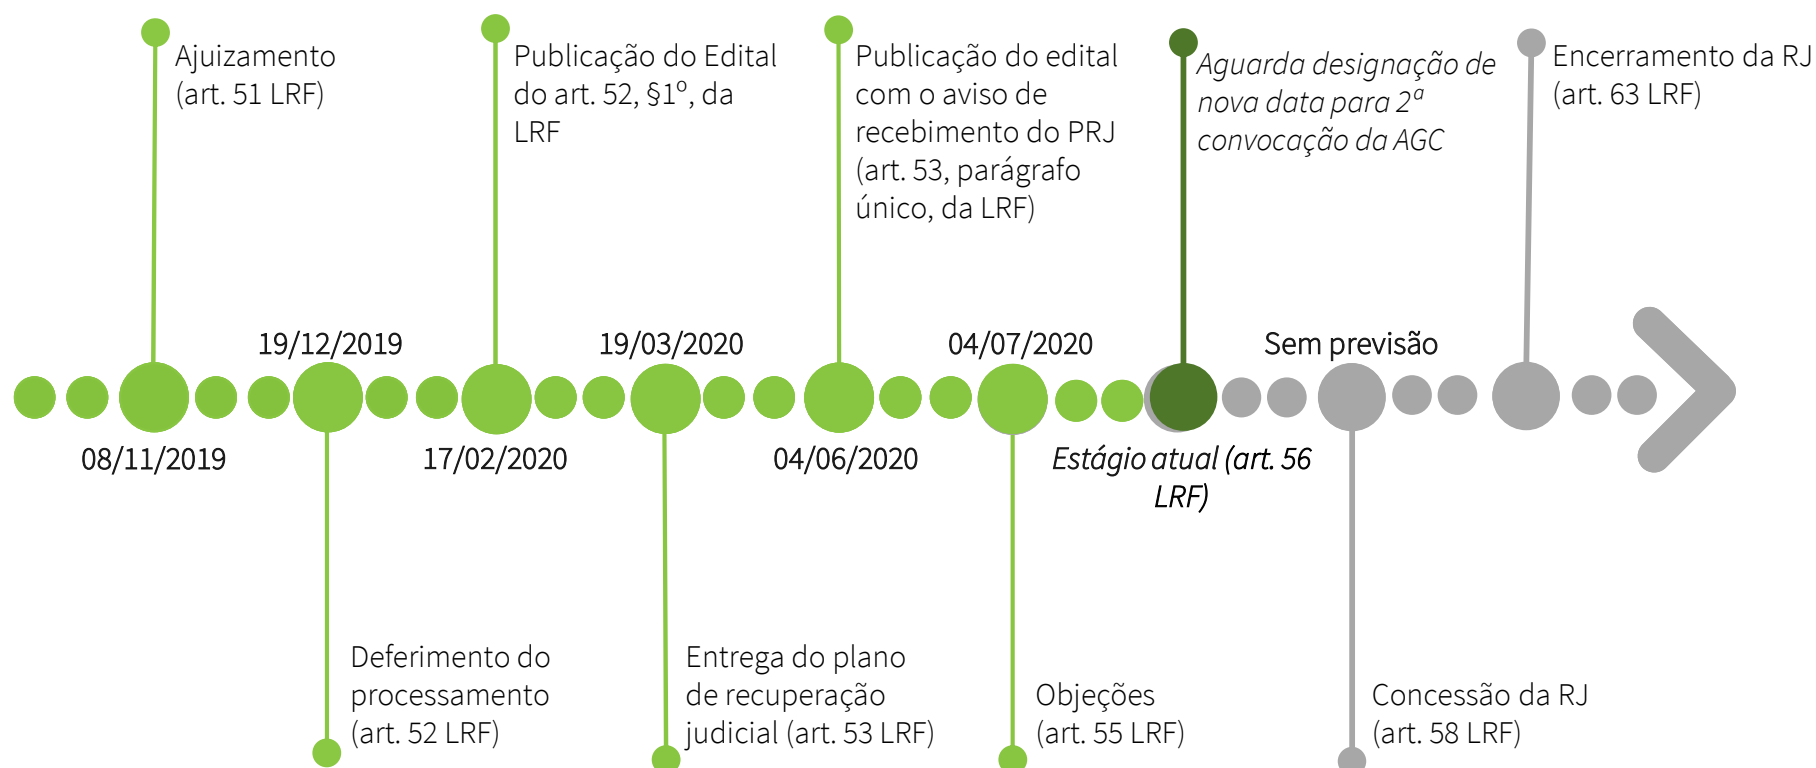 Ajuizamento
(art. 51 LRF)
Publicação do Edital
do art. 52, §1º, da
LRF
Publicação do edital
com o aviso de
recebimento do PRJ
(art. 53, parágrafo
único, da LRF)
Aguarda designação de
nova data para 2ª
convocação da AGC
Encerramento da RJ
(art. 63 LRF)
19/12/2019
19/03/2020
04/07/2020
Sem previsão
08/11/2019
17/02/2020
04/06/2020
Estágio atual (art. 56
LRF)
Deferimento do
processamento
(art. 52 LRF)
Entrega do plano
de recuperação
judicial (art. 53 LRF)
Objeções
(art. 55 LRF)
Concessão da RJ
(art. 58 LRF)